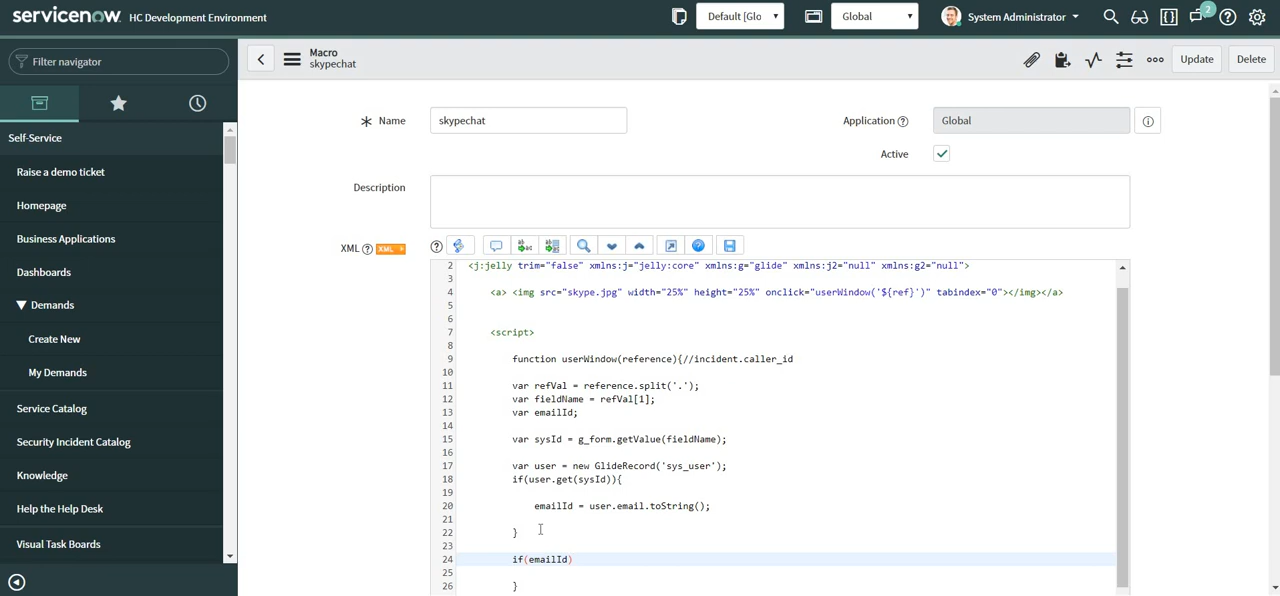 servicenow. HC Development Environment
Default [Glo
Global
System Administrator
2
Filter navigator
Macro
skypechat
Update
Delete
Self-Service
Raise a demo ticket
Homepage
Business Applications
Dashboards
Demands
Create New
My Demands
Service Catalog
Security Incident Catalog
Knowledge
Help the Help Desk
Visual Task Boards
Name
skypechat
Application
Global
Active
Description
XML XML
2 <j:jelly trim="false" xmlns:j="jelly:core" xmlns:g="glide" xmlns:j2="null" xmlns:g2="null">
3
4 <a> <img src="skype.jpg" width="25%" height="25%" onclick="userWindow('${ref}')" tabindex="0"></img></a>
5
6
7 <script>
8
9 function userWindow(reference){//incident.caller_id
10
11 var refVal = reference.split('.');
12 var fieldName = refVal[1];
13 var emailId;
14
15 var sysId = g_form.getValue(fieldName);
16
17 var user = new GlideRecord('sys_user');
18 if(user.get(sysId)){
19
20 emailId = user.email.toString();
21
22 }
23
24 if(emailId)
25
26 }